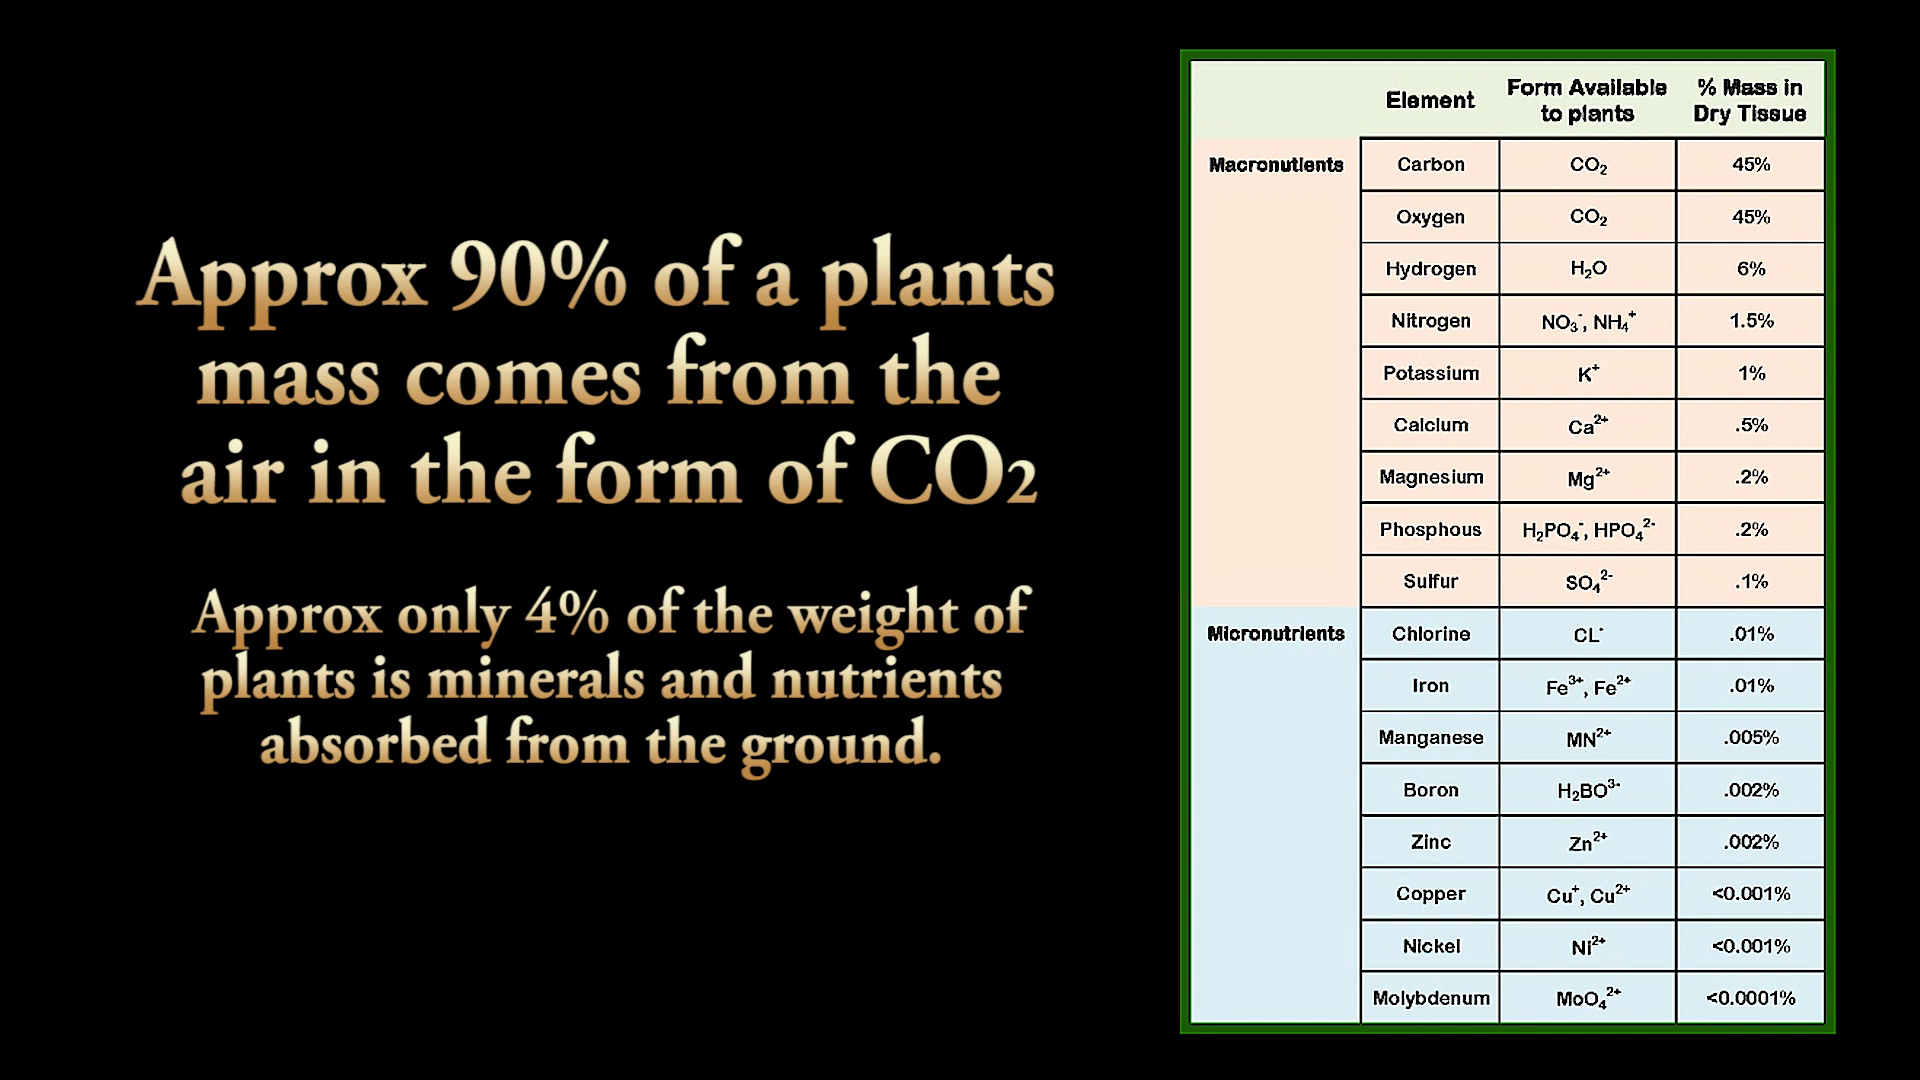 Approx 90% of a plants
mass comes from the
air in the form of CO2
Approx only 4% of the weight of
plants is minerals and nutrients
absorbed from the ground.
Element Form Available to plants % Mass in Dry Tissue
Macronutients Carbon CO₂ 45%
Oxygen CO₂ 45%
Hydrogen H₂O 6%
Nitrogen NO₃⁻, NH₄⁺ 1.5%
Potassium K⁺ 1%
Calcium Ca²⁺ .5%
Magnesium Mg²⁺ .2%
Phosphous H₂PO₄⁻, HPO₄²⁻ .2%
Sulfur SO₄²⁻ .1%
Micronutrients Chlorine CL⁻ .01%
Iron Fe³⁺, Fe²⁺ .01%
Manganese MN²⁺ .005%
Boron H₂BO³⁻ .002%
Zinc Zn²⁺ .002%
Copper Cu⁺, Cu²⁺ <0.001%
Nickel Ni²⁺ <0.001%
Molybdenum MoO₄²⁺ <0.0001%